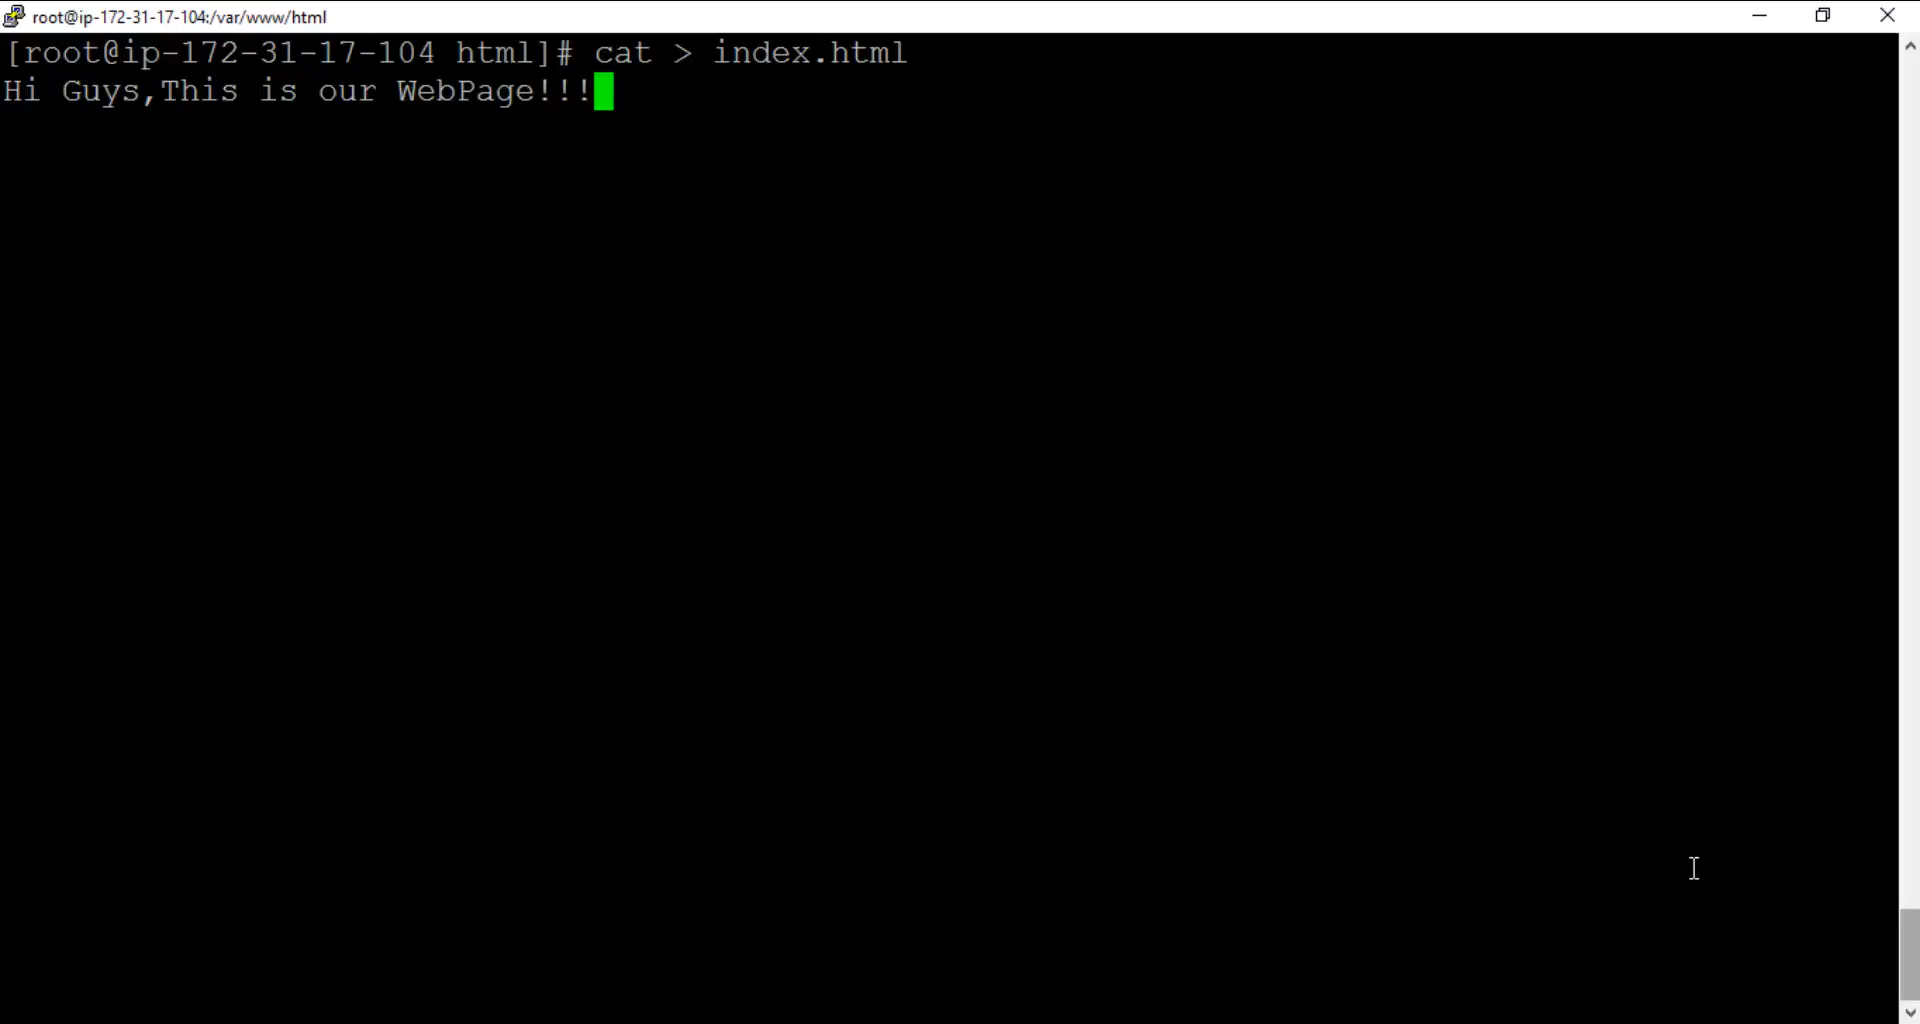 root@ip-172-31-17-104:/var/www/html
[root@ip-172-31-17-104 html]# cat > index.html
Hi Guys,This is our WebPage!!!